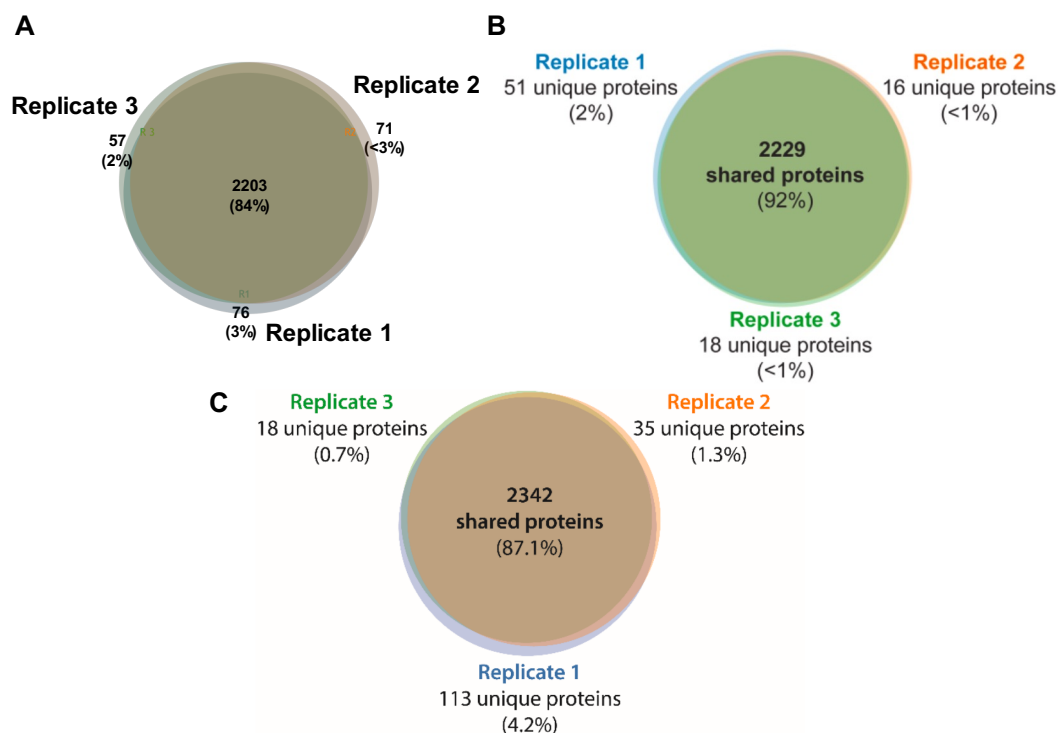 A
Replicate 3
57
(2%)
R 3
Replicate 2
71
(<3%)
2203
(84%)
R1
76
(3%)
Replicate 1
B
Replicate 1
51 unique proteins
(2%)
Replicate 2
16 unique proteins
(<1%)
2229
shared proteins
(92%)
Replicate 3
18 unique proteins
(<1%)
C
Replicate 3
18 unique proteins
(0.7%)
Replicate 2
35 unique proteins
(1.3%)
2342
shared proteins
(87.1%)
Replicate 1
113 unique proteins
(4.2%)